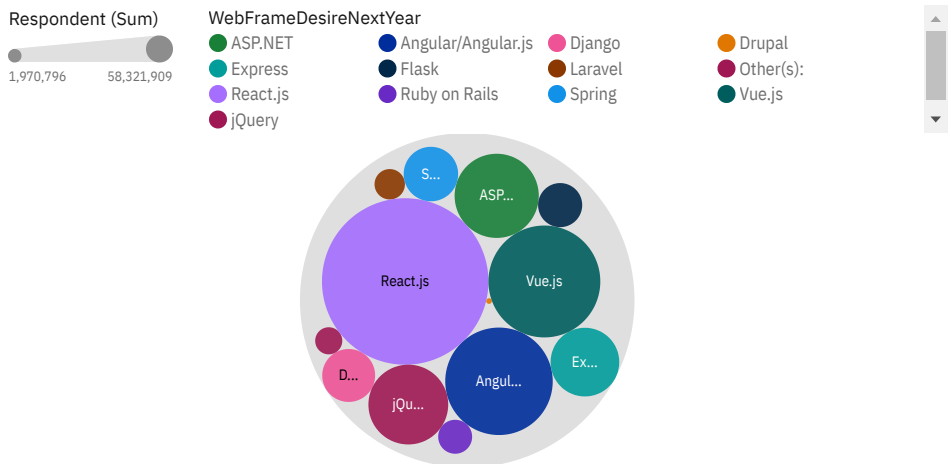 Respondent (Sum)
1,970,796 58,321,909
WebFrameDesireNextYear
ASP.NET Angular/Angular.js Django Drupal
Express Flask Laravel Other(s):
React.js Ruby on Rails Spring Vue.js
jQuery
S...
ASP...
React.js
Vue.js
Ex...
D...
Angul...
jQu...